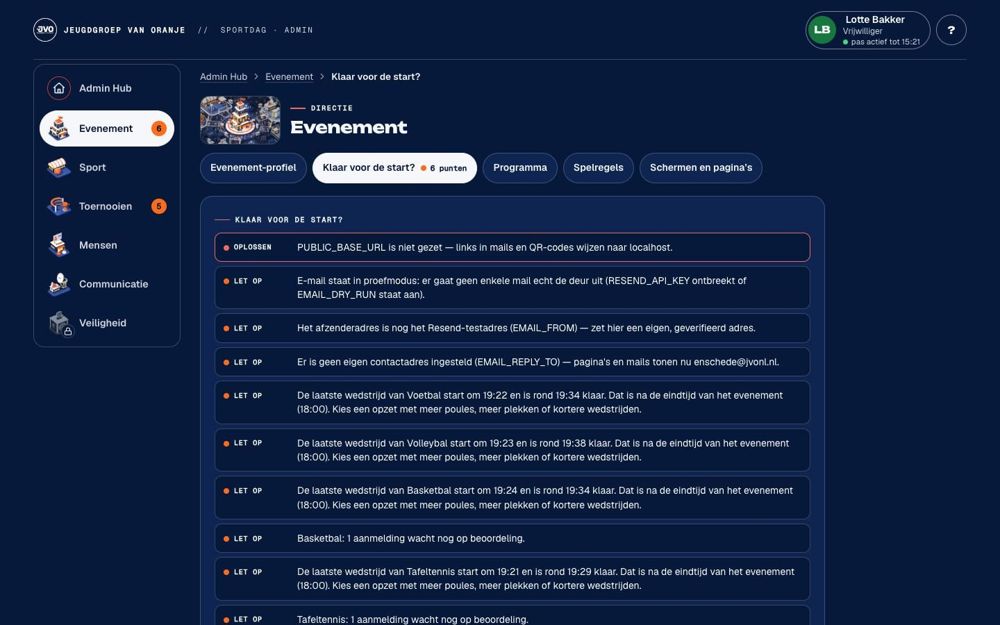 JVO JEUGDGROEP VAN ORANJE // SPORTDAG · ADMIN
LB
Lotte Bakker
Vrijwilliger
pas actief tot 15:21
?
Admin Hub
Evenement 6
Sport
Toernooien 5
Mensen
Communicatie
Veiligheid
Admin Hub > Evenement > Klaar voor de start?
DIRECTIE
Evenement
Evenement-profiel
Klaar voor de start? 6 punten
Programma
Spelregels
Schermen en pagina's
KLAAR VOOR DE START?
OPLOSSEN PUBLIC_BASE_URL is niet gezet — links in mails en QR-codes wijzen naar localhost.
LET OP E-mail staat in proefmodus: er gaat geen enkele mail echt de deur uit (RESEND_API_KEY ontbreekt of
EMAIL_DRY_RUN staat aan).
LET OP Het afzenderadres is nog het Resend-testadres (EMAIL_FROM) — zet hier een eigen, geverifieerd adres.
LET OP Er is geen eigen contactadres ingesteld (EMAIL_REPLY_TO) — pagina's en mails tonen nu enschede@jvonl.nl.
LET OP De laatste wedstrijd van Voetbal start om 19:22 en is rond 19:34 klaar. Dat is na de eindtijd van het evenement
(18:00). Kies een opzet met meer poules, meer plekken of kortere wedstrijden.
LET OP De laatste wedstrijd van Volleybal start om 19:23 en is rond 19:38 klaar. Dat is na de eindtijd van het evenement
(18:00). Kies een opzet met meer poules, meer plekken of kortere wedstrijden.
LET OP De laatste wedstrijd van Basketbal start om 19:24 en is rond 19:34 klaar. Dat is na de eindtijd van het evenement
(18:00). Kies een opzet met meer poules, meer plekken of kortere wedstrijden.
LET OP Basketbal: 1 aanmelding wacht nog op beoordeling.
LET OP De laatste wedstrijd van Tafeltennis start om 19:21 en is rond 19:29 klaar. Dat is na de eindtijd van het evenement
(18:00). Kies een opzet met meer poules, meer plekken of kortere wedstrijden.
LET OP Tafeltennis: 1 aanmelding wacht nog op beoordeling.